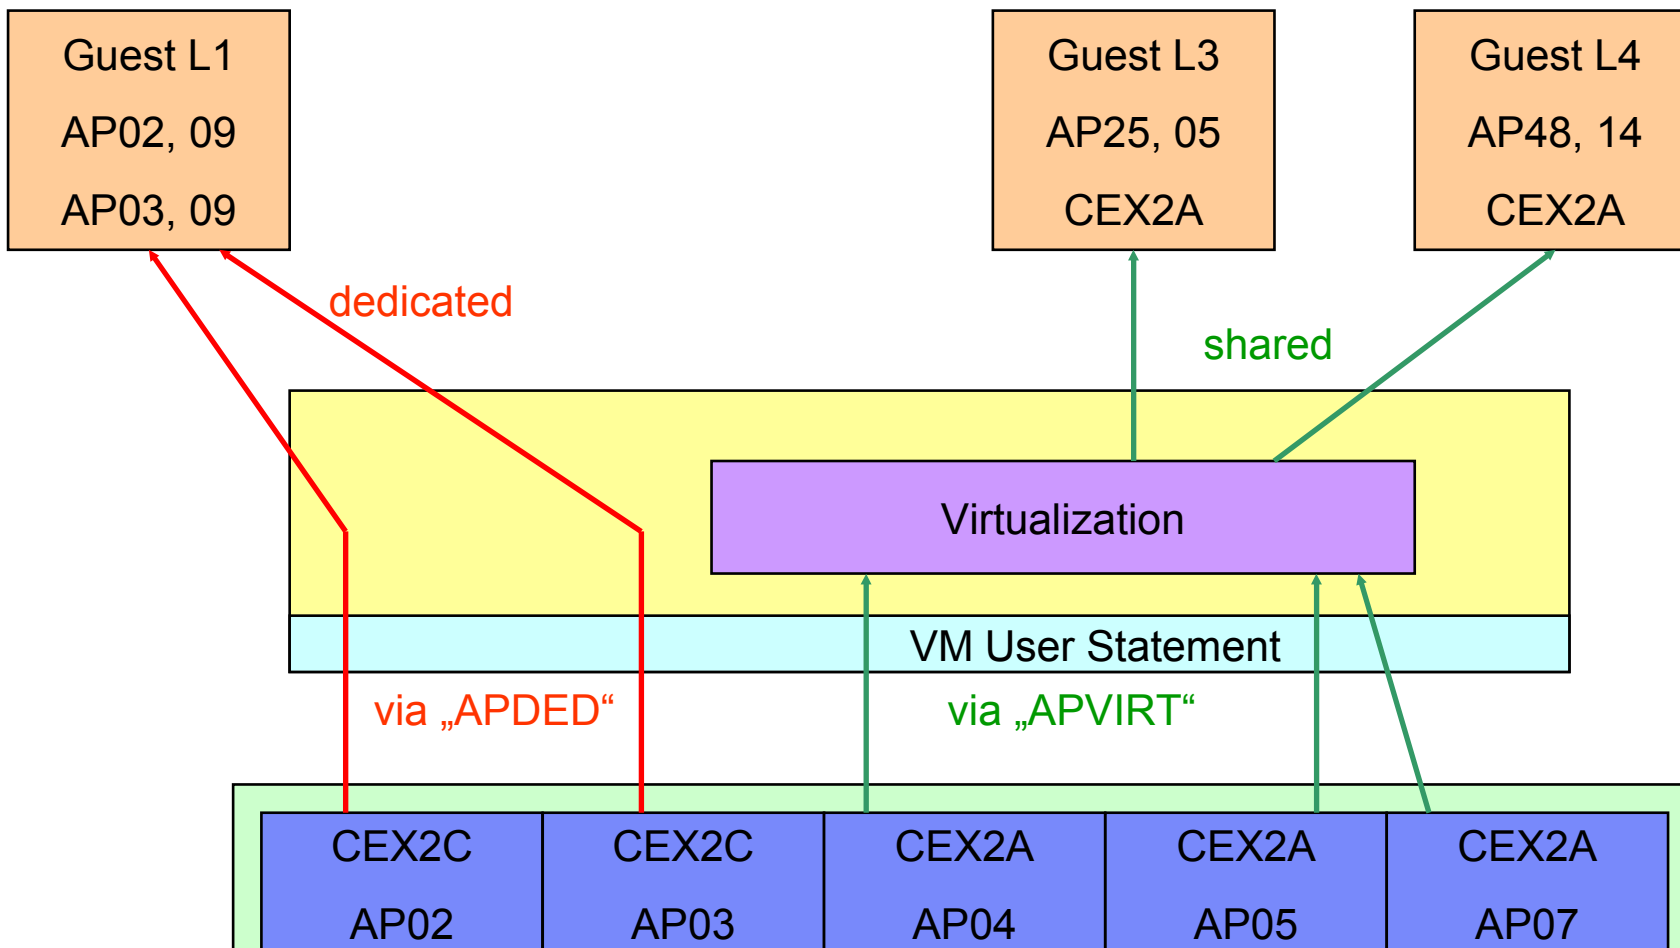 Guest L1
AP02, 09
AP03, 09
Guest L3
AP25, 05
CEX2A
Guest L4
AP48, 14
CEX2A
dedicated
shared
Virtualization
VM User Statement
via „APDED“
via „APVIRT“
CEX2C
AP02
CEX2C
AP03
CEX2A
AP04
CEX2A
AP05
CEX2A
AP07